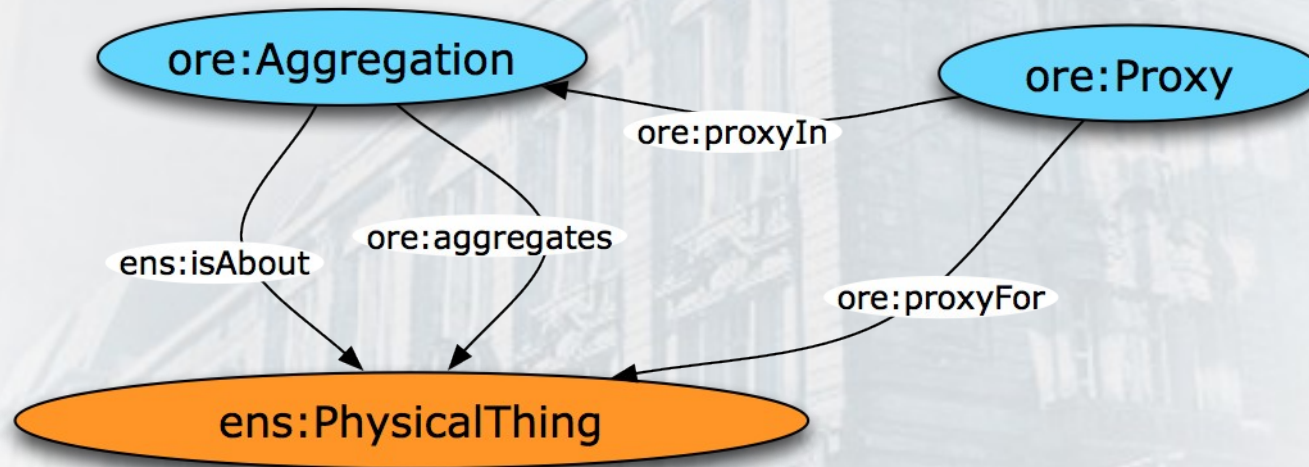 ore:Aggregation
ore:Proxy
ore:proxyIn
ore:aggregates
ens:isAbout
ore:proxyFor
ens:PhysicalThing